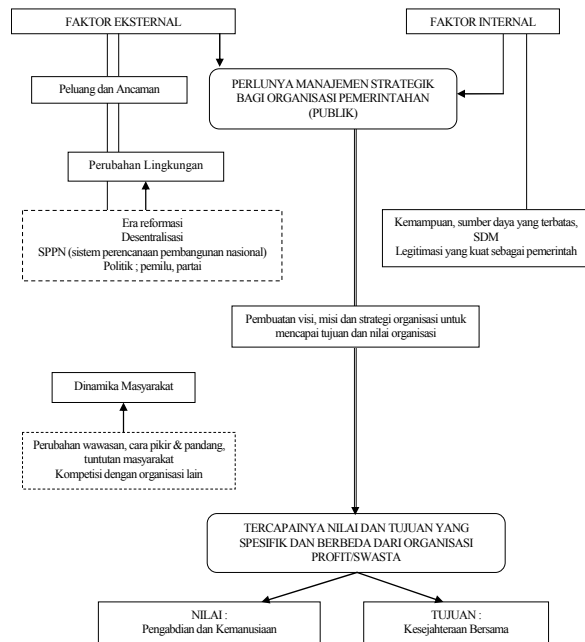 FAKTOR EKSTERNAL
FAKTOR INTERNAL
Peluang dan Ancaman
PERLUNYA MANAJEMEN STRATEGIK
BAGI ORGANISASI PEMERINTAHAN
(PUBLIK)
Perubahan Lingkungan
Era reformasi
Desentralisasi
SPPN (sistem perencanaan pembangunan nasional)
Politik ; pemilu, partai
Kemampuan, sumber daya yang terbatas,
SDM
Legitimasi yang kuat sebagai pemerintah
Pembuatan visi, misi dan strategi organisasi untuk
mencapai tujuan dan nilai organisasi
Dinamika Masyarakat
Perubahan wawasan, cara pikir & pandang,
tuntutan masyarakat
Kompetisi dengan organisasi lain
TERCAPAINYA NILAI DAN TUJUAN YANG
SPESIFIK DAN BERBEDA DARI ORGANISASI
PROFIT/SWASTA
NILAI :
Pengabdian dan Kemanusiaan
TUJUAN :
Kesejahteraan Bersama